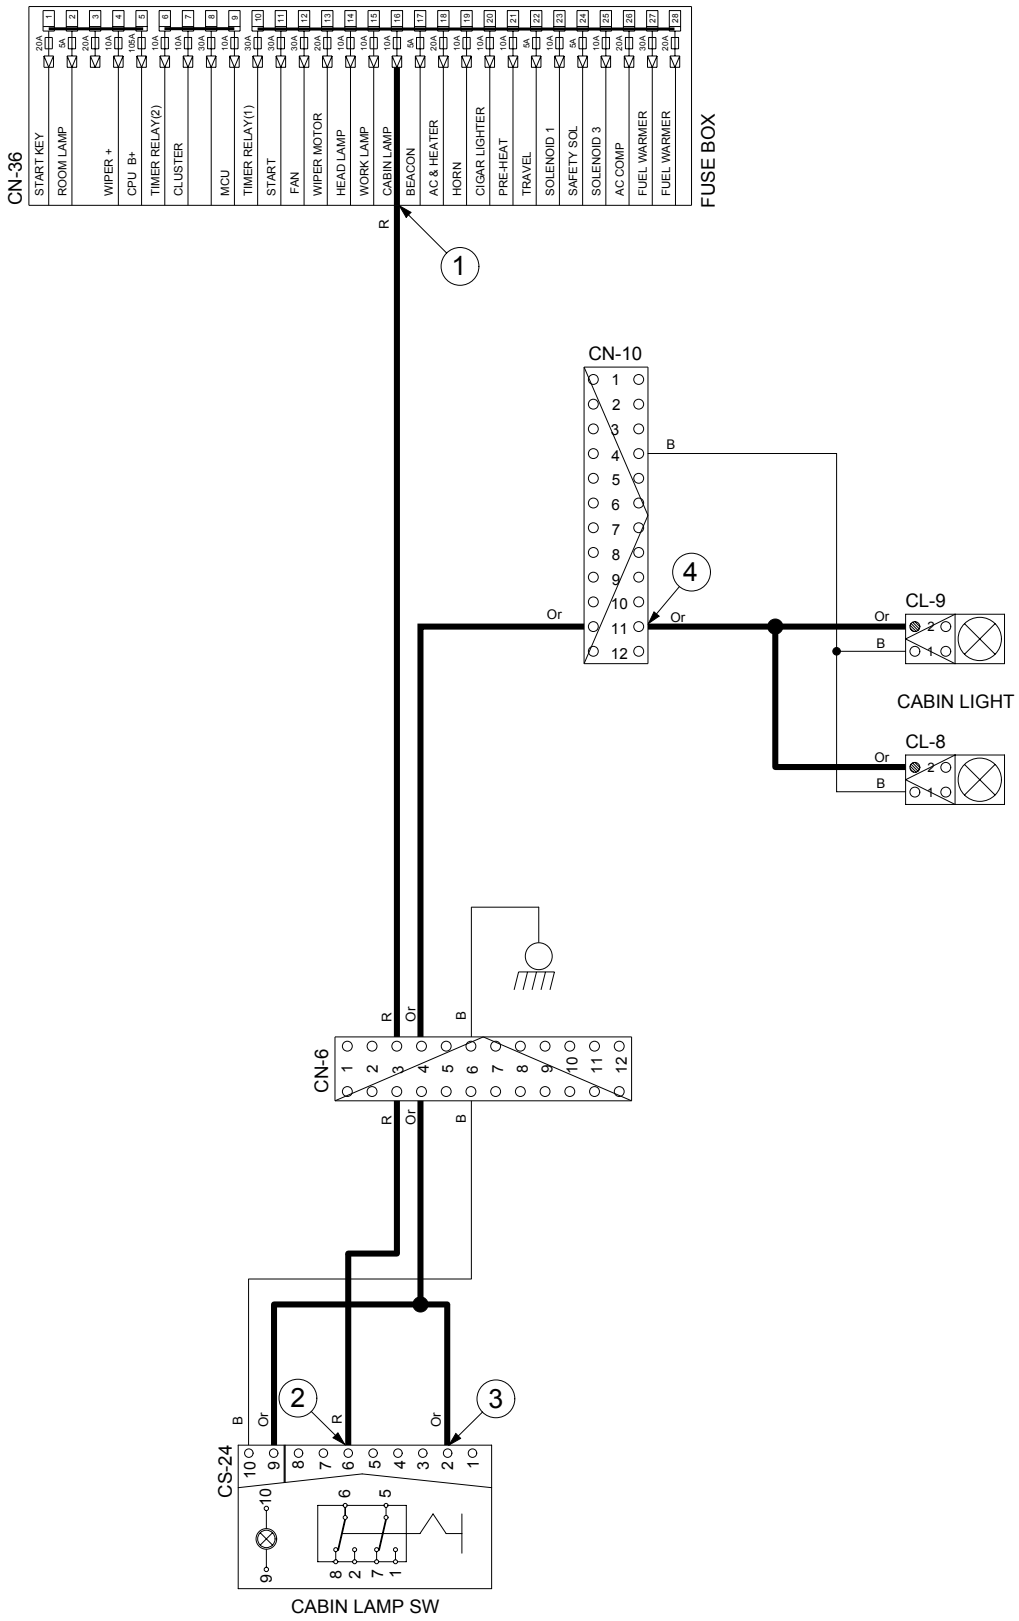 CN-36
1 2 3 4 5 6 7 8 9 10 11 12 13 14 15 16 17 18 19 20 21 22 23 24 25 26 27 28
20A 5A 20A 10A 105A 10A 10A 30A 10A 30A 30A 30A 20A 10A 10A 10A 5A 20A 10A 10A 10A 5A 10A 5A 10A 20A 30A 20A
START KEY
ROOM LAMP
WIPER +
CPU B+
TIMER RELAY(2)
CLUSTER
MCU
TIMER RELAY(1)
START
FAN
WIPER MOTOR
HEAD LAMP
WORK LAMP
CABIN LAMP
BEACON
AC & HEATER
HORN
CIGAR LIGHTER
PRE-HEAT
TRAVEL
SOLENOID 1
SAFETY SOL
SOLENOID 3
AC COMP
FUEL WARMER
FUEL WARMER
FUSE BOX
R
1
CN-10
1
2
3
4
B
5
6
7
8
9
10
11
12
Or
4
Or
CL-9
Or
2
B
1
CABIN LIGHT
CL-8
Or
2
B
1
R
Or
B
CN-6
1 2 3 4 5 6 7 8 9 10 11 12
R
Or
B
2
3
B
Or
R
Or
CS-24
10 9 8 7 6 5 4 3 2 1
10
9
6
5
8
2
7
1
CABIN LAMP SW